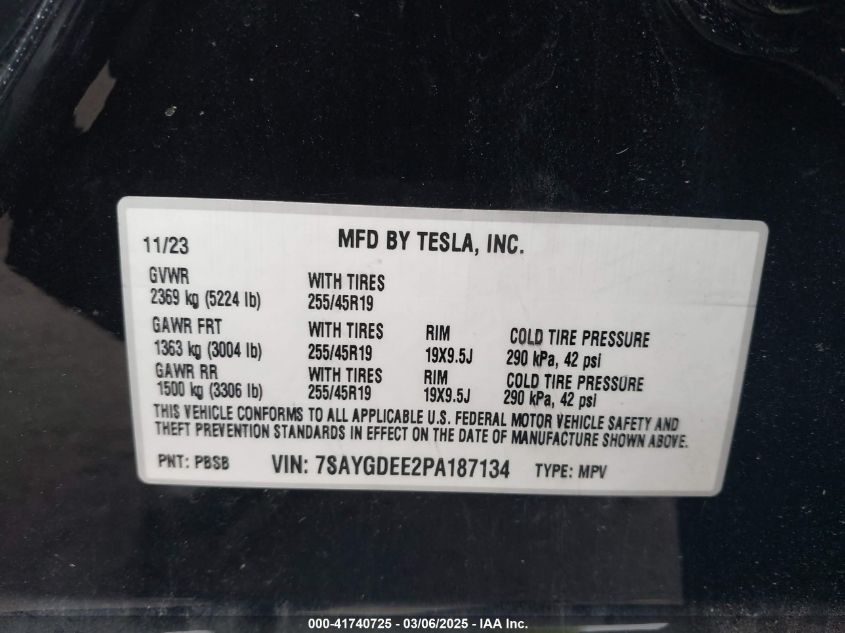 11/23 MFD BY TESLA, INC.
GVWR WITH TIRES
2369 kg (5224 lb) 255/45R19
GAWR FRT WITH TIRES RIM COLD TIRE PRESSURE
1363 kg (3004 lb) 255/45R19 19X9.5J 290 kPa, 42 psi
GAWR RR WITH TIRES RIM COLD TIRE PRESSURE
1500 kg (3306 lb) 255/45R19 19X9.5J 290 kPa, 42 psi
THIS VEHICLE CONFORMS TO ALL APPLICABLE U.S. FEDERAL MOTOR VEHICLE SAFETY AND
THEFT PREVENTION STANDARDS IN EFFECT ON THE DATE OF MANUFACTURE SHOWN ABOVE.
PNT: PBSB VIN: 7SAYGDEE2PA187134 TYPE: MPV
000-41740725 - 03/06/2025 - IAA Inc.